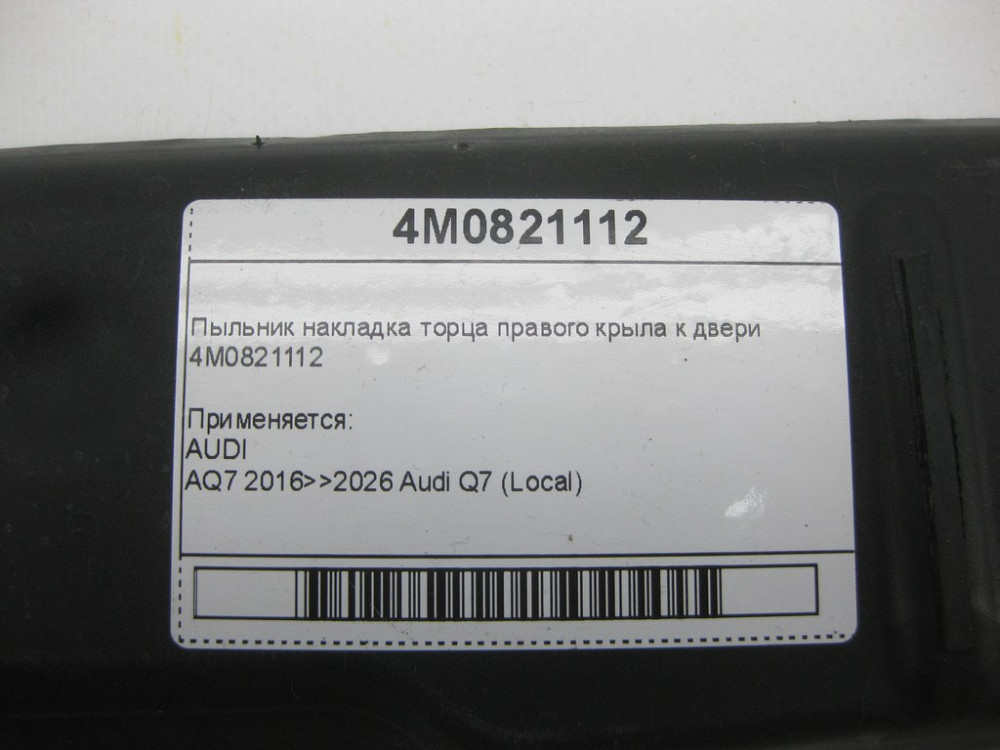 4M0821112
Пыльник накладка торца правого крыла к двери
4M0821112
Применяется:
AUDI
AQ7 2016>>2026 Audi Q7 (Local)